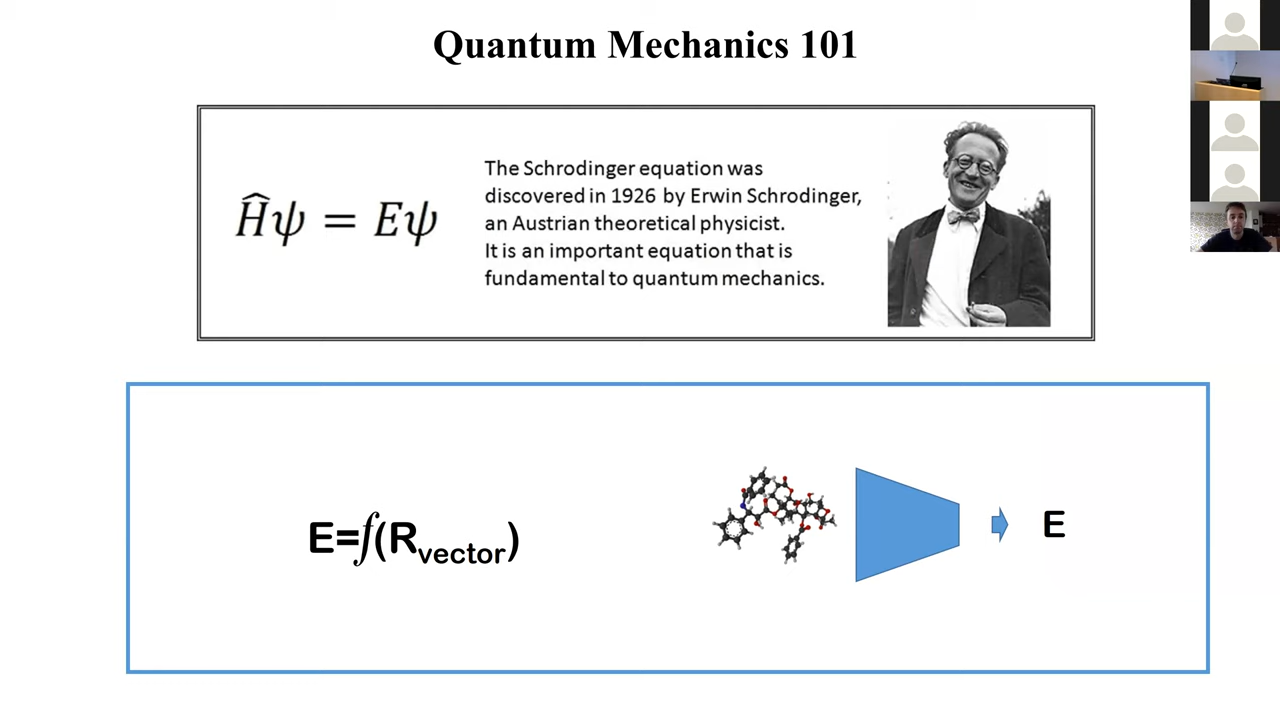 Quantum Mechanics 101
Ĥψ = Eψ
The Schrodinger equation was
discovered in 1926 by Erwin Schrodinger,
an Austrian theoretical physicist.
It is an important equation that is
fundamental to quantum mechanics.
E=f(Rvector)
E